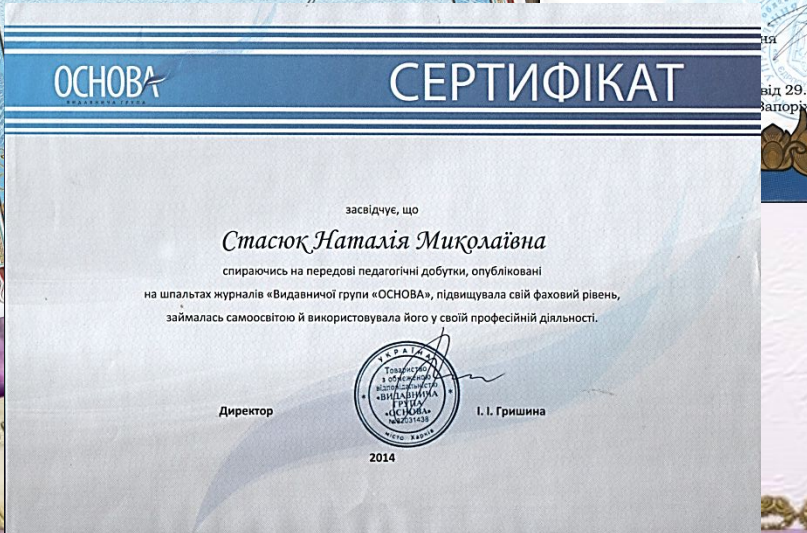 ОСНОВА
ВИДАВНИЧА ГРУПА
СЕРТИФІКАТ
засвідчує, що
Стасюк Наталія Миколаївна
спираючись на передові педагогічні добутки, опубліковані
на шпальтах журналів «Видавничої групи «ОСНОВА», підвищувала свій фаховий рівень,
займалась самоосвітою й використовувала його у своїй професійній діяльності.
УКРАЇНА
Товариство
з обмеженою
відповідальністю
«ВИДАВНИЧА
ГРУПА
«ОСНОВА»
місто Харків
Директор
І. І. Гришина
2014
від 29.